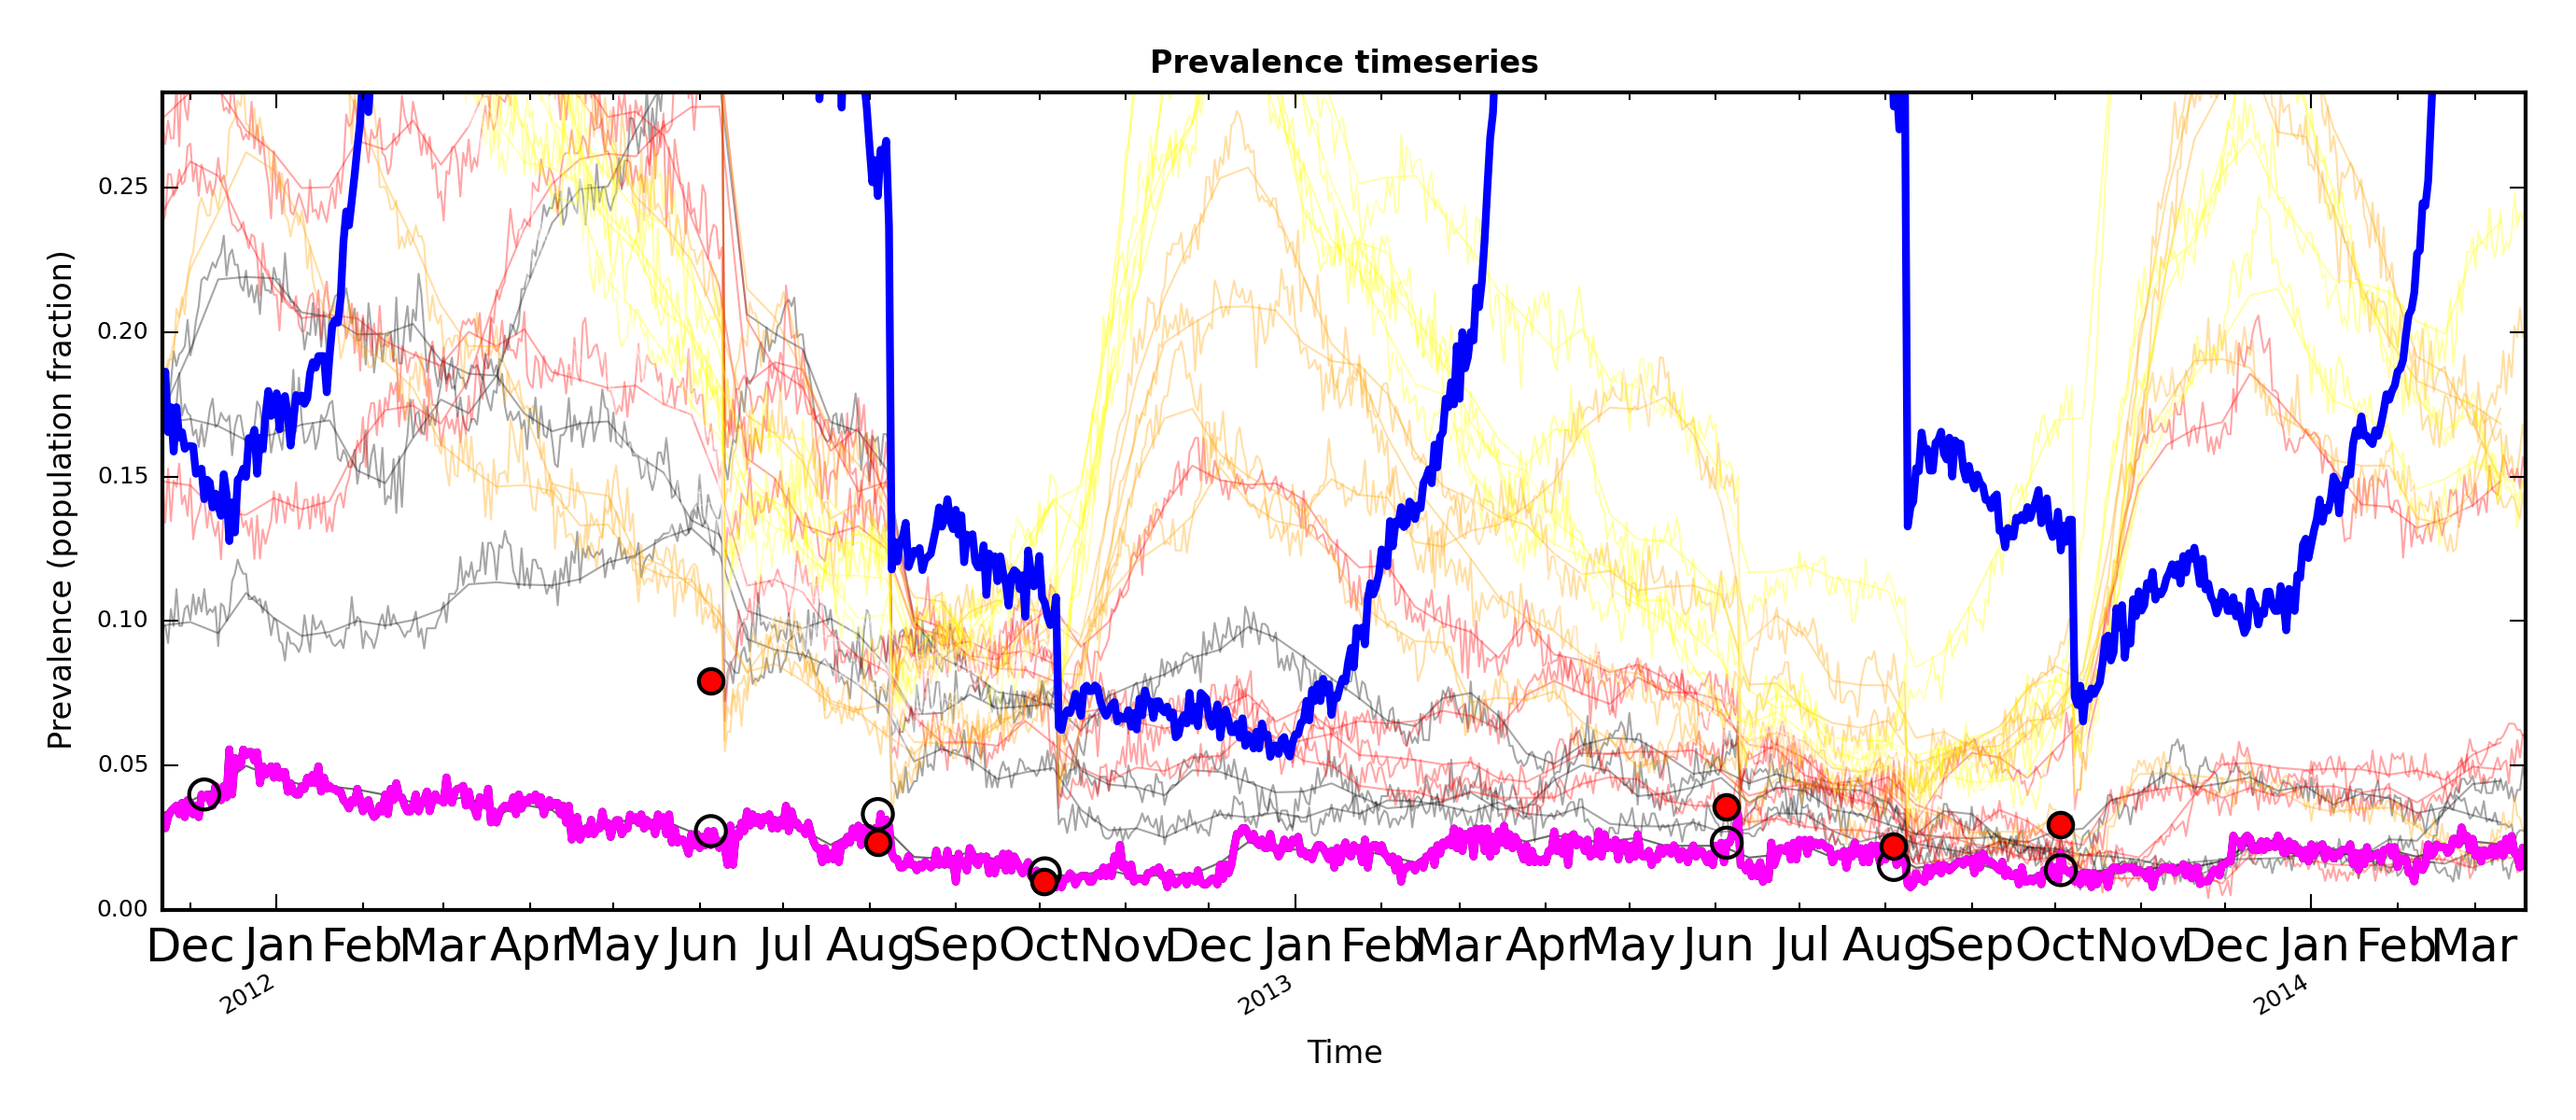 Prevalence timeseries
Prevalence (population fraction)
0.25
0.20
0.15
0.10
0.05
0.00
Dec Jan Feb Mar Apr May Jun Jul Aug Sep Oct Nov Dec Jan Feb Mar Apr May Jun Jul Aug Sep Oct Nov Dec Jan Feb Mar
2012 2013 2014
Time